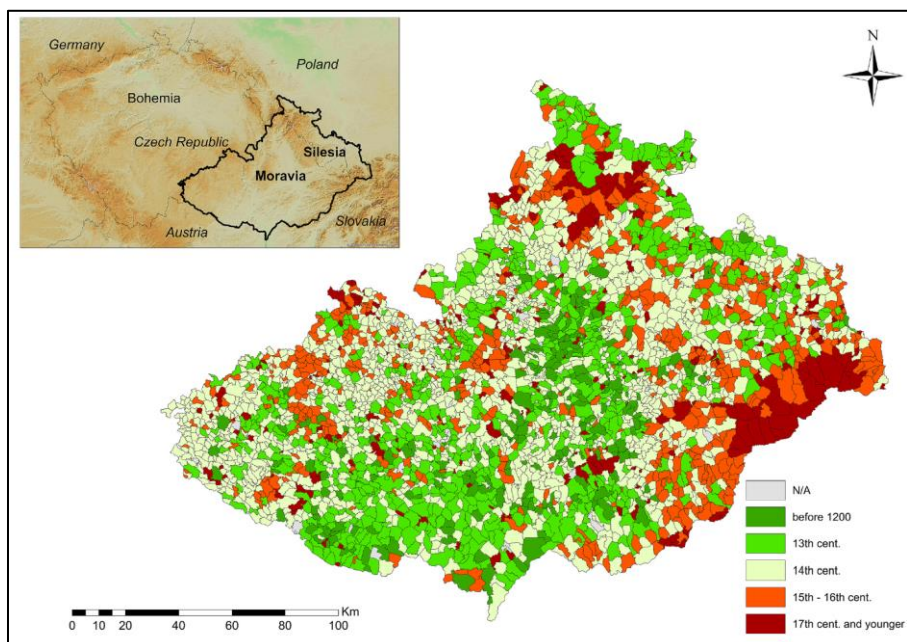 Germany
Poland
Bohemia
Czech Republic
Silesia
Moravia
Austria
Slovakia
N
N/A
before 1200
13th cent.
14th cent.
15th - 16th cent.
17th cent. and younger
Km
0 10 20 40 60 80 100